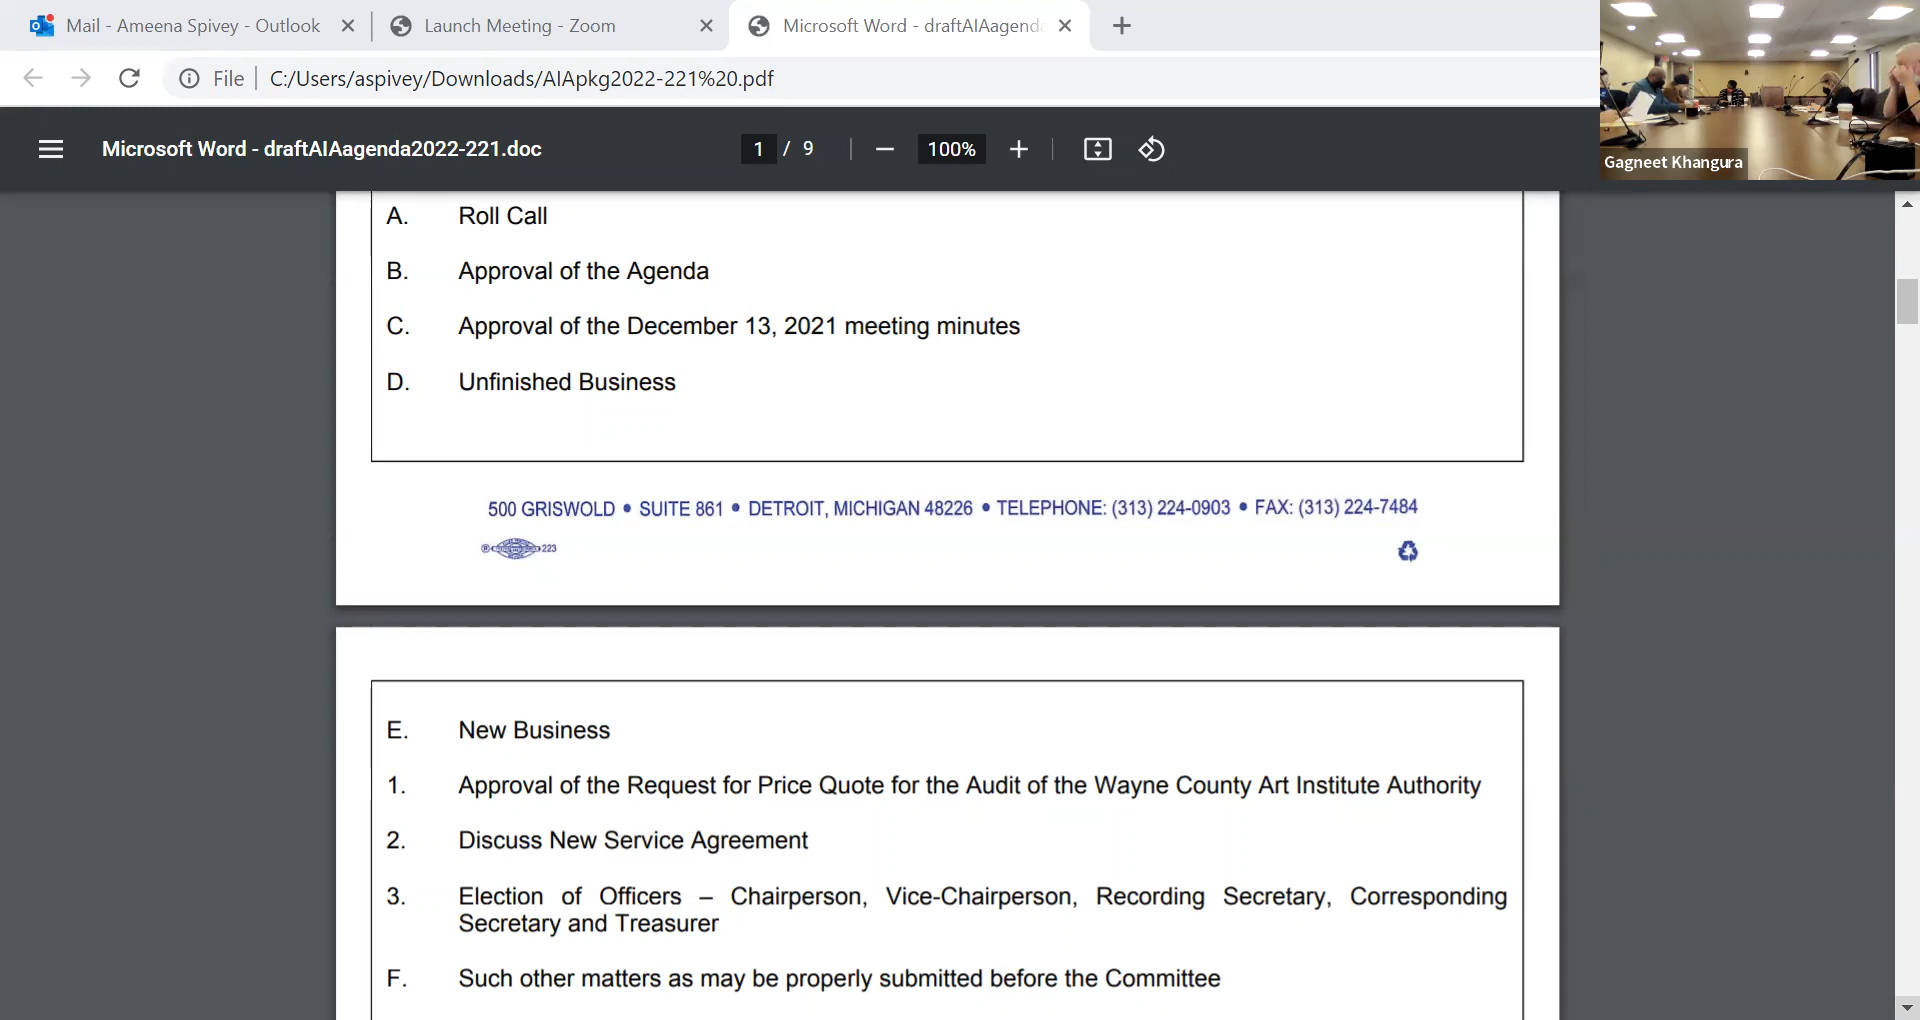 Mail - Ameena Spivey - Outlook
Launch Meeting - Zoom
Microsoft Word - draftAIAagenda
File
C:/Users/aspivey/Downloads/AIApkg2022-221%20.pdf
Microsoft Word - draftAIAagenda2022-221.doc
1 / 9
100%
Gagneet Khangura
A. Roll Call
B. Approval of the Agenda
C. Approval of the December 13, 2021 meeting minutes
D. Unfinished Business
500 GRISWOLD • SUITE 861 • DETROIT, MICHIGAN 48226 • TELEPHONE: (313) 224-0903 • FAX: (313) 224-7484
® 223
E. New Business
1. Approval of the Request for Price Quote for the Audit of the Wayne County Art Institute Authority
2. Discuss New Service Agreement
3. Election of Officers – Chairperson, Vice-Chairperson, Recording Secretary, Corresponding
Secretary and Treasurer
F. Such other matters as may be properly submitted before the Committee